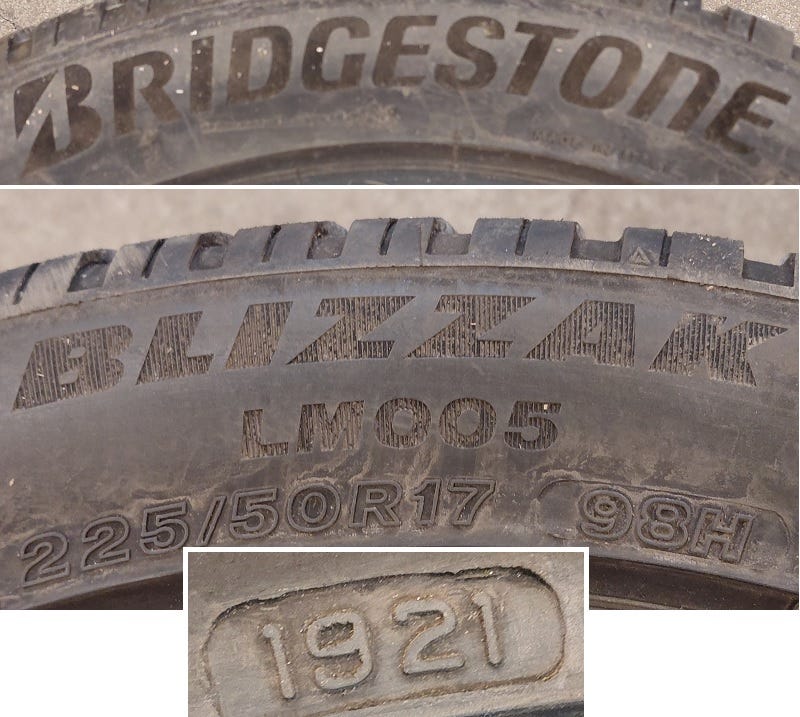 BRIDGESTONE
BLIZZAK
LM005
225/50R17 98H
1921